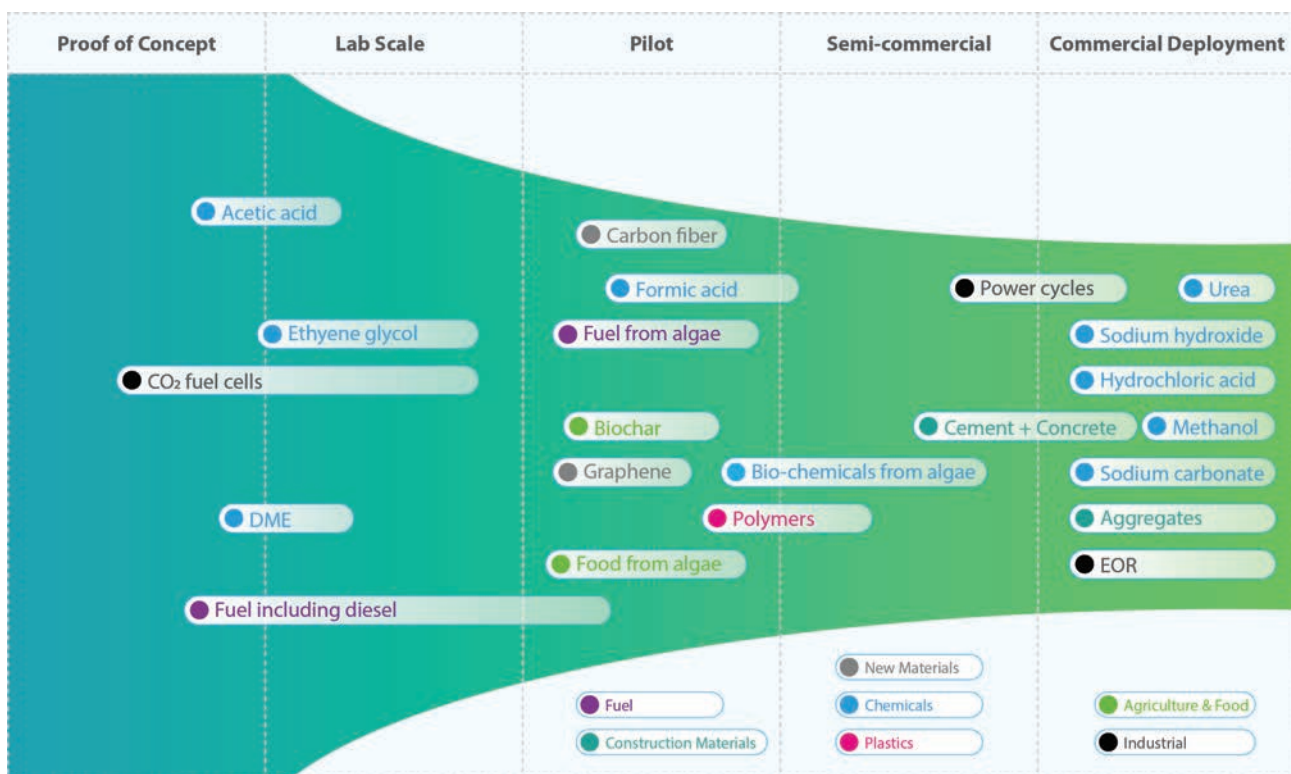 Proof of Concept
Lab Scale
Pilot
Semi-commercial
Commercial Deployment
Acetic acid
Carbon fiber
Formic acid
Power cycles
Urea
Ethyene glycol
Fuel from algae
Sodium hydroxide
CO₂ fuel cells
Hydrochloric acid
Biochar
Cement + Concrete
Methanol
Graphene
Bio-chemicals from algae
Sodium carbonate
DME
Polymers
Aggregates
Food from algae
EOR
Fuel including diesel
New Materials
Fuel
Chemicals
Agriculture & Food
Construction Materials
Plastics
Industrial